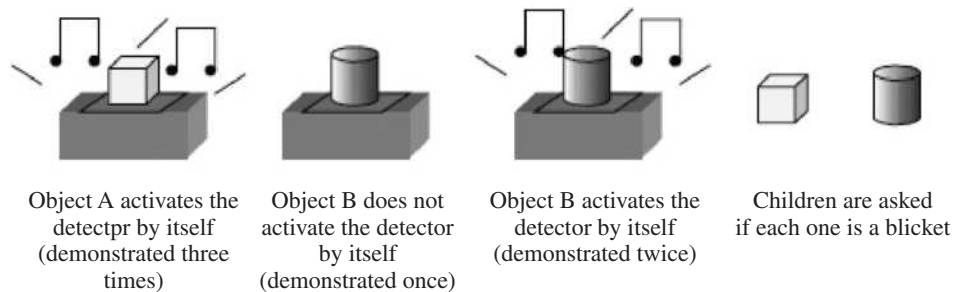 Object A activates the
detectpr by itself
(demonstrated three
times)
Object B does not
activate the detector
by itself
(demonstrated once)
Object B activates the
detector by itself
(demonstrated twice)
Children are asked
if each one is a blicket